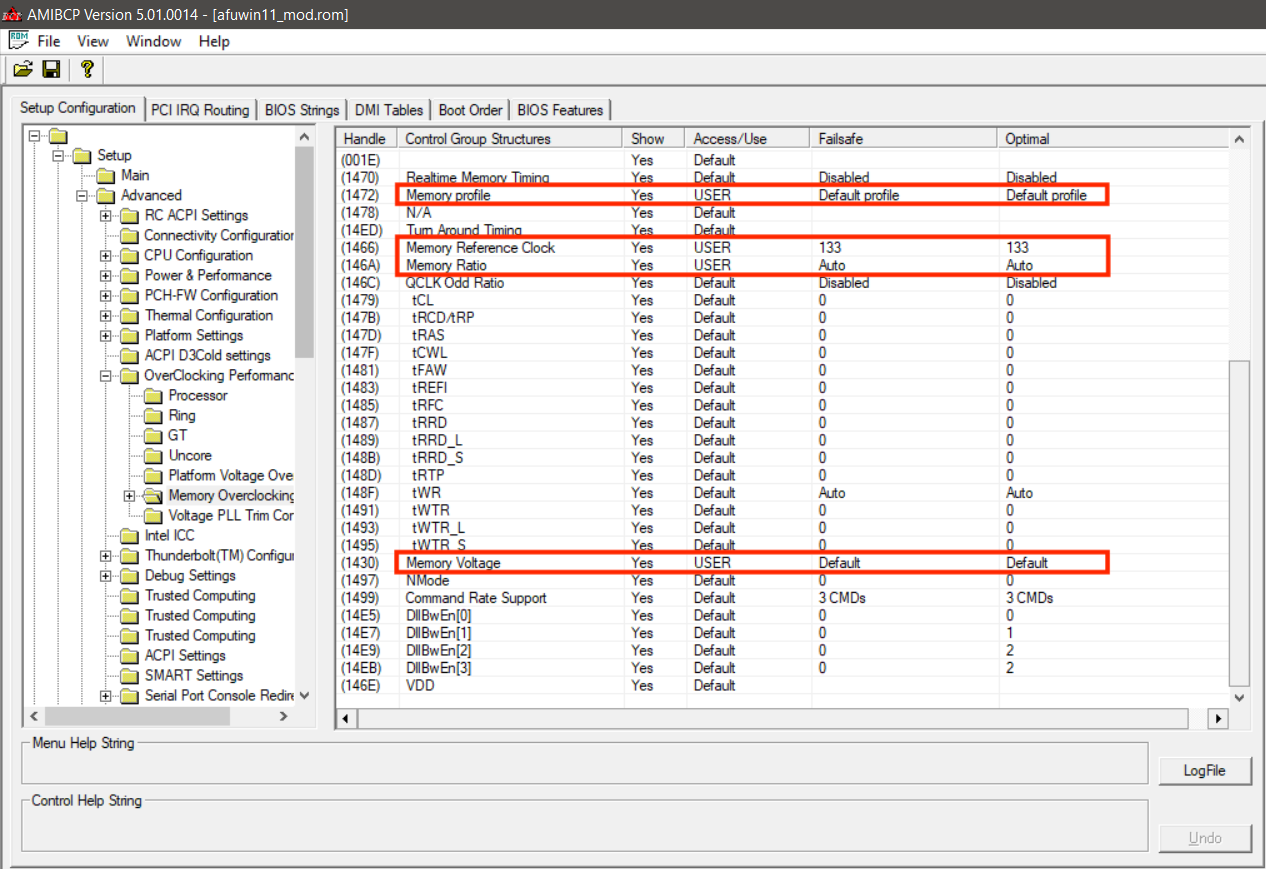 AMIBCP Version 5.01.0014 - [afuwin11_mod.rom]
File View Window Help
Setup Configuration PCI IRQ Routing BIOS Strings DMI Tables Boot Order BIOS Features
Setup
Main
Advanced
RC ACPI Settings
Connectivity Configuration
CPU Configuration
Power & Performance
PCH-FW Configuration
Thermal Configuration
Platform Settings
ACPI D3Cold settings
OverClocking Performanc
Processor
Ring
GT
Uncore
Platform Voltage Ove
Memory Overclocking
Voltage PLL Trim Cor
Intel ICC
Thunderbolt(TM) Configur
Debug Settings
Trusted Computing
Trusted Computing
Trusted Computing
ACPI Settings
SMART Settings
Serial Port Console Redire
Handle Control Group Structures Show Access/Use Failsafe Optimal
(001E) Yes Default
(1470) Realtime Memory Timing Yes Default Disabled Disabled
(1472) Memory profile Yes USER Default profile Default profile
(1478) N/A Yes Default
(14ED) Turn Around Timing Yes Default
(1466) Memory Reference Clock Yes USER 133 133
(146A) Memory Ratio Yes USER Auto Auto
(146C) QCLK Odd Ratio Yes Default Disabled Disabled
(1479) tCL Yes Default 0 0
(147B) tRCD/tRP Yes Default 0 0
(147D) tRAS Yes Default 0 0
(147F) tCWL Yes Default 0 0
(1481) tFAW Yes Default 0 0
(1483) tREFI Yes Default 0 0
(1485) tRFC Yes Default 0 0
(1487) tRRD Yes Default 0 0
(1489) tRRD_L Yes Default 0 0
(148B) tRRD_S Yes Default 0 0
(148D) tRTP Yes Default 0 0
(148F) tWR Yes Default Auto Auto
(1491) tWTR Yes Default 0 0
(1493) tWTR_L Yes Default 0 0
(1495) tWTR_S Yes Default 0 0
(1430) Memory Voltage Yes USER Default Default
(1497) NMode Yes Default 0 0
(1499) Command Rate Support Yes Default 3 CMDs 3 CMDs
(14E5) DllBwEn[0] Yes Default 0 0
(14E7) DllBwEn[1] Yes Default 0 1
(14E9) DllBwEn[2] Yes Default 0 2
(14EB) DllBwEn[3] Yes Default 0 2
(146E) VDD Yes Default
Menu Help String
LogFile
Control Help String
Undo